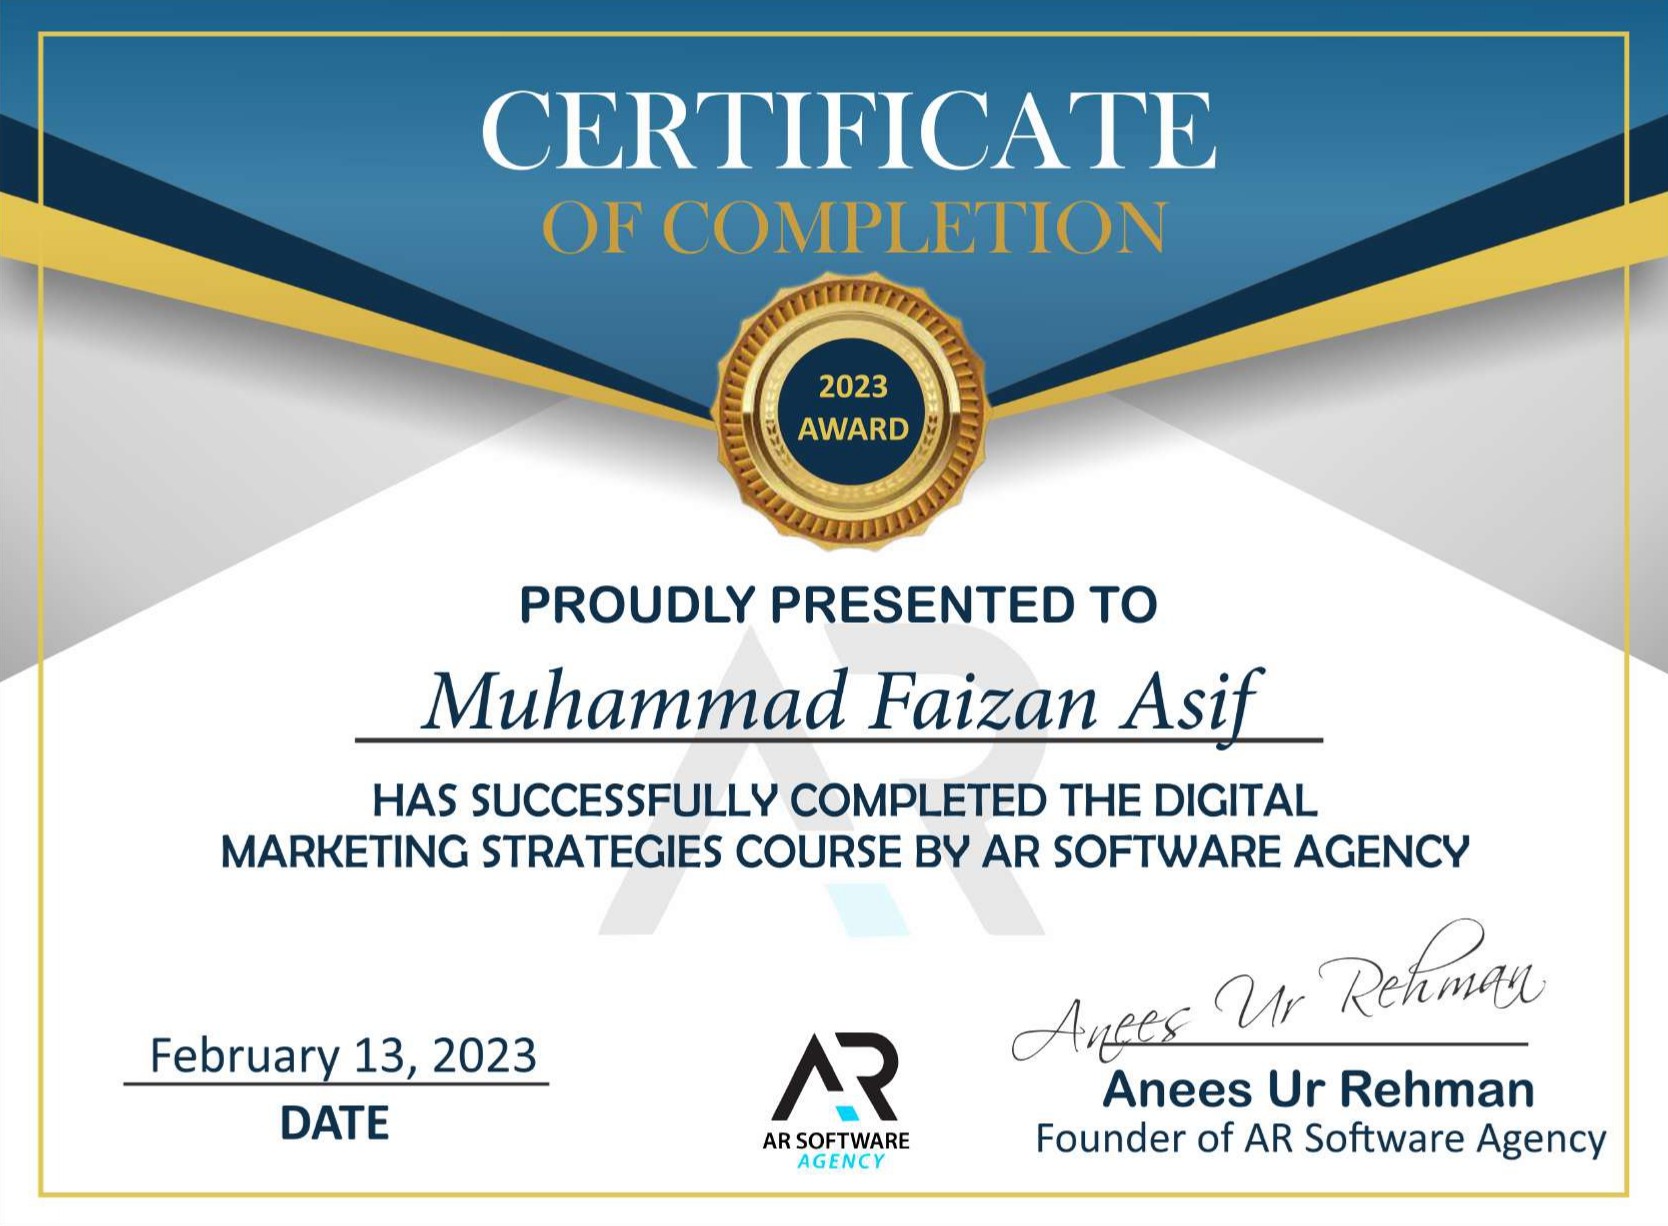 CERTIFICATE
OF COMPLETION
2023
AWARD
PROUDLY PRESENTED TO
Muhammad Faizan Asif
HAS SUCCESSFULLY COMPLETED THE DIGITAL
MARKETING STRATEGIES COURSE BY AR SOFTWARE AGENCY
February 13, 2023
DATE
AR
AR SOFTWARE
AGENCY
Anees Ur Rehman
Anees Ur Rehman
Founder of AR Software Agency